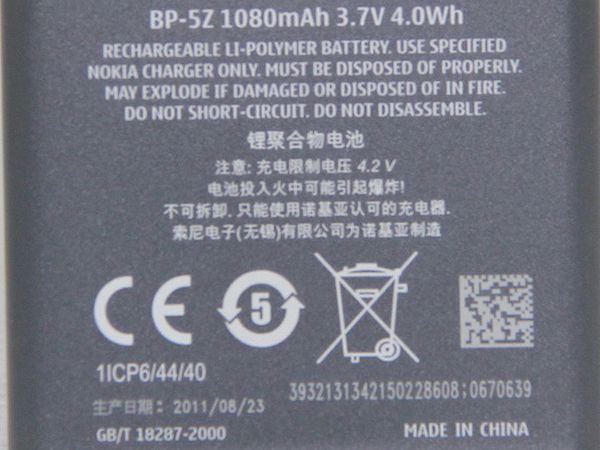 BP-5Z 1080mAh 3.7V 4.0Wh
RECHARGEABLE LI-POLYMER BATTERY. USE SPECIFIED
NOKIA CHARGER ONLY. MUST BE DISPOSED OF PROPERLY.
MAY EXPLODE IF DAMAGED OR DISPOSED OF IN FIRE.
DO NOT SHORT-CIRCUIT. DO NOT DISASSEMBLE.
锂聚合物电池
注意: 充电限制电压 4.2 V
电池投入火中可能引起爆炸!
不可拆卸. 只能使用诺基亚认可的充电器.
索尼电子(无锡)有限公司为诺基亚制造
CE 5
1ICP6/44/40
3932131342150228608;0670639
生产日期: 2011/08/23
GB/T 18287-2000
MADE IN CHINA